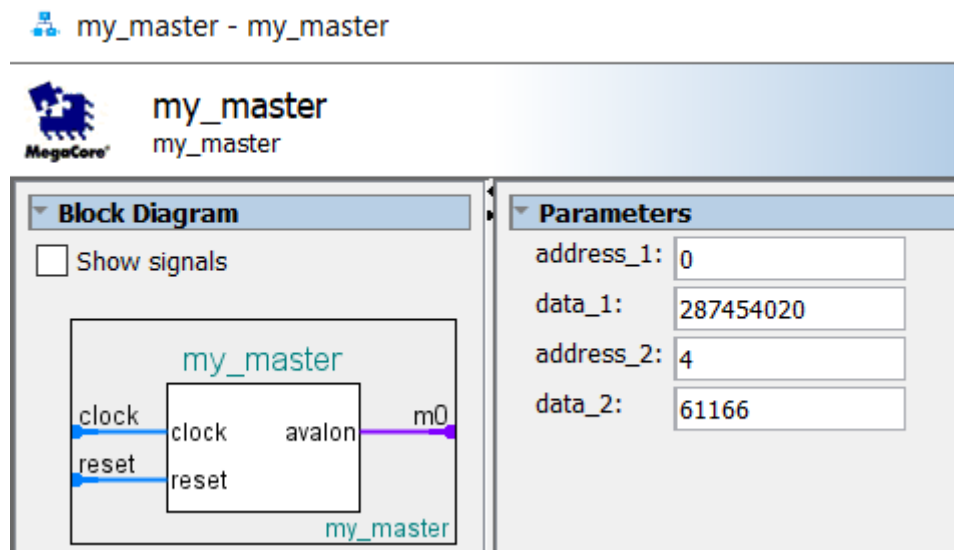 my_master - my_master
my_master
my_master
MegaCore®
Block Diagram
Show signals
my_master
clock
clock
avalon
m0
reset
reset
my_master
Parameters
address_1: 0
data_1: 287454020
address_2: 4
data_2: 61166